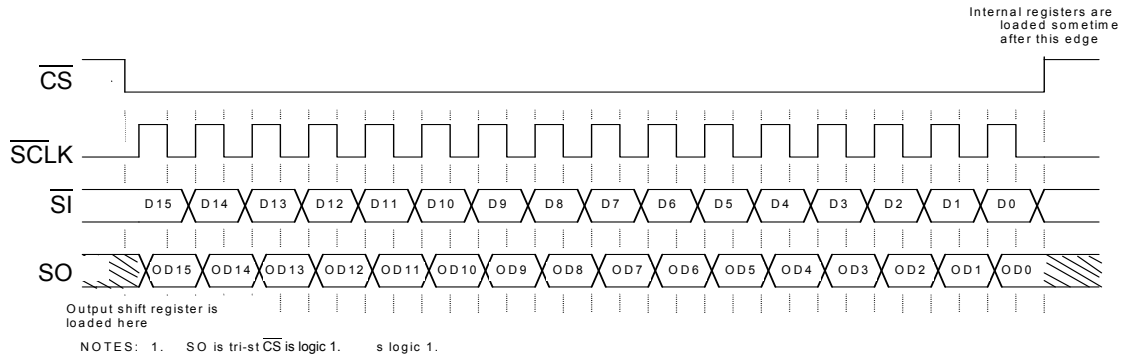 Internal registers are
loaded sometime
after this edge
CS
SCLK
SI D15 D14 D13 D12 D11 D10 D9 D8 D7 D6 D5 D4 D3 D2 D1 D0
SO OD15 OD14 OD13 OD12 OD11 OD10 OD9 OD8 OD7 OD6 OD5 OD4 OD3 OD2 OD1 OD0
Output shift register is
loaded here
NOTES: 1. SO is tri-st CS is logic 1. s logic 1.